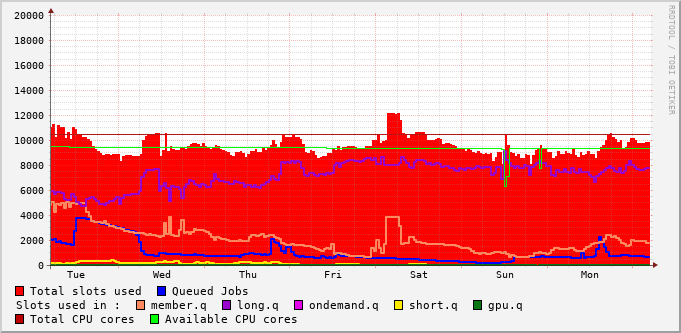 RRDTOOL / TOBI OETIKER
20000
18000
16000
14000
12000
10000
8000
6000
4000
2000
0
Tue Wed Thu Fri Sat Sun Mon
Total slots used Queued Jobs
Slots used in : member.q long.q ondemand.q short.q gpu.q
Total CPU cores Available CPU cores